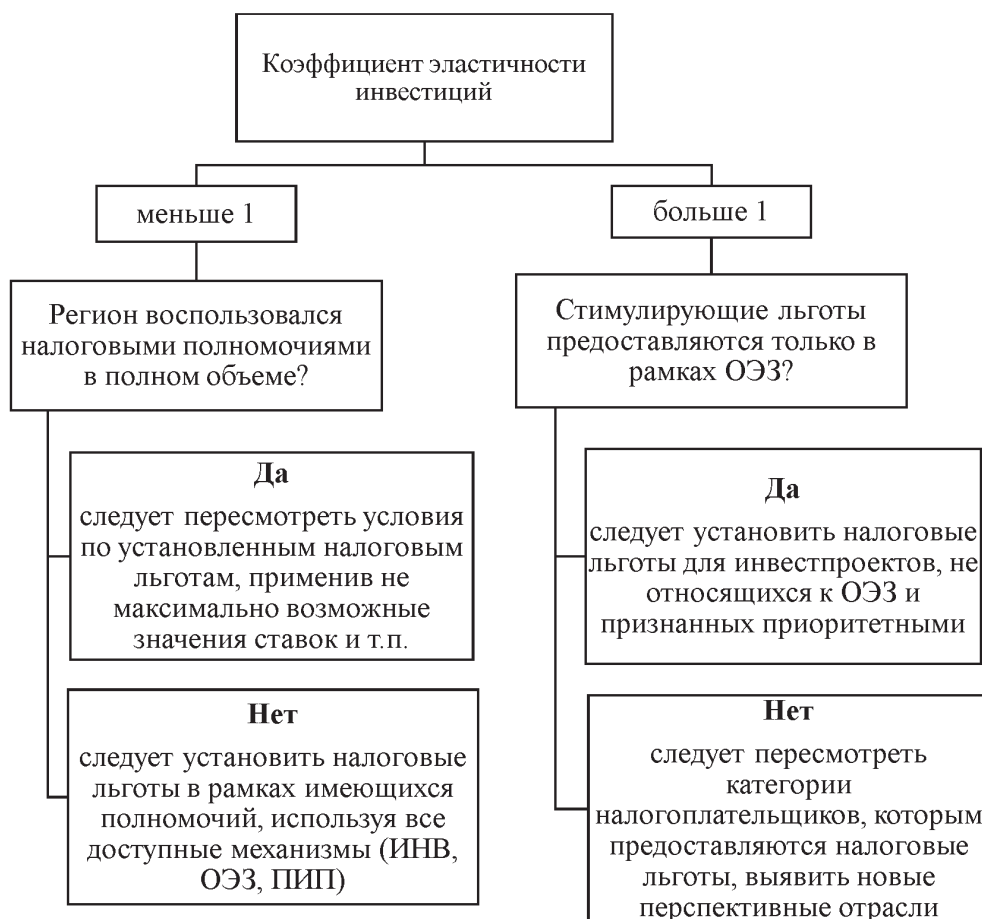 Коэффициент эластичности
инвестиций
меньше 1
больше 1
Регион воспользовался
налоговыми полномочиями
в полном объеме?
Стимулирующие льготы
предоставляются только в
рамках ОЭЗ?
Да
следует пересмотреть условия
по установленным налоговым
льготам, применив не
максимально возможные
значения ставок и т.п.
Да
следует установить налоговые
льготы для инвестпроектов, не
относящихся к ОЭЗ и
признанных приоритетными
Нет
следует установить налоговые
льготы в рамках имеющихся
полномочий, используя все
доступные механизмы (ИНВ,
ОЭЗ, ПИП)
Нет
следует пересмотреть
категории
налогоплательщиков, которым
предоставляются налоговые
льготы, выявить новые
перспективные отрасли